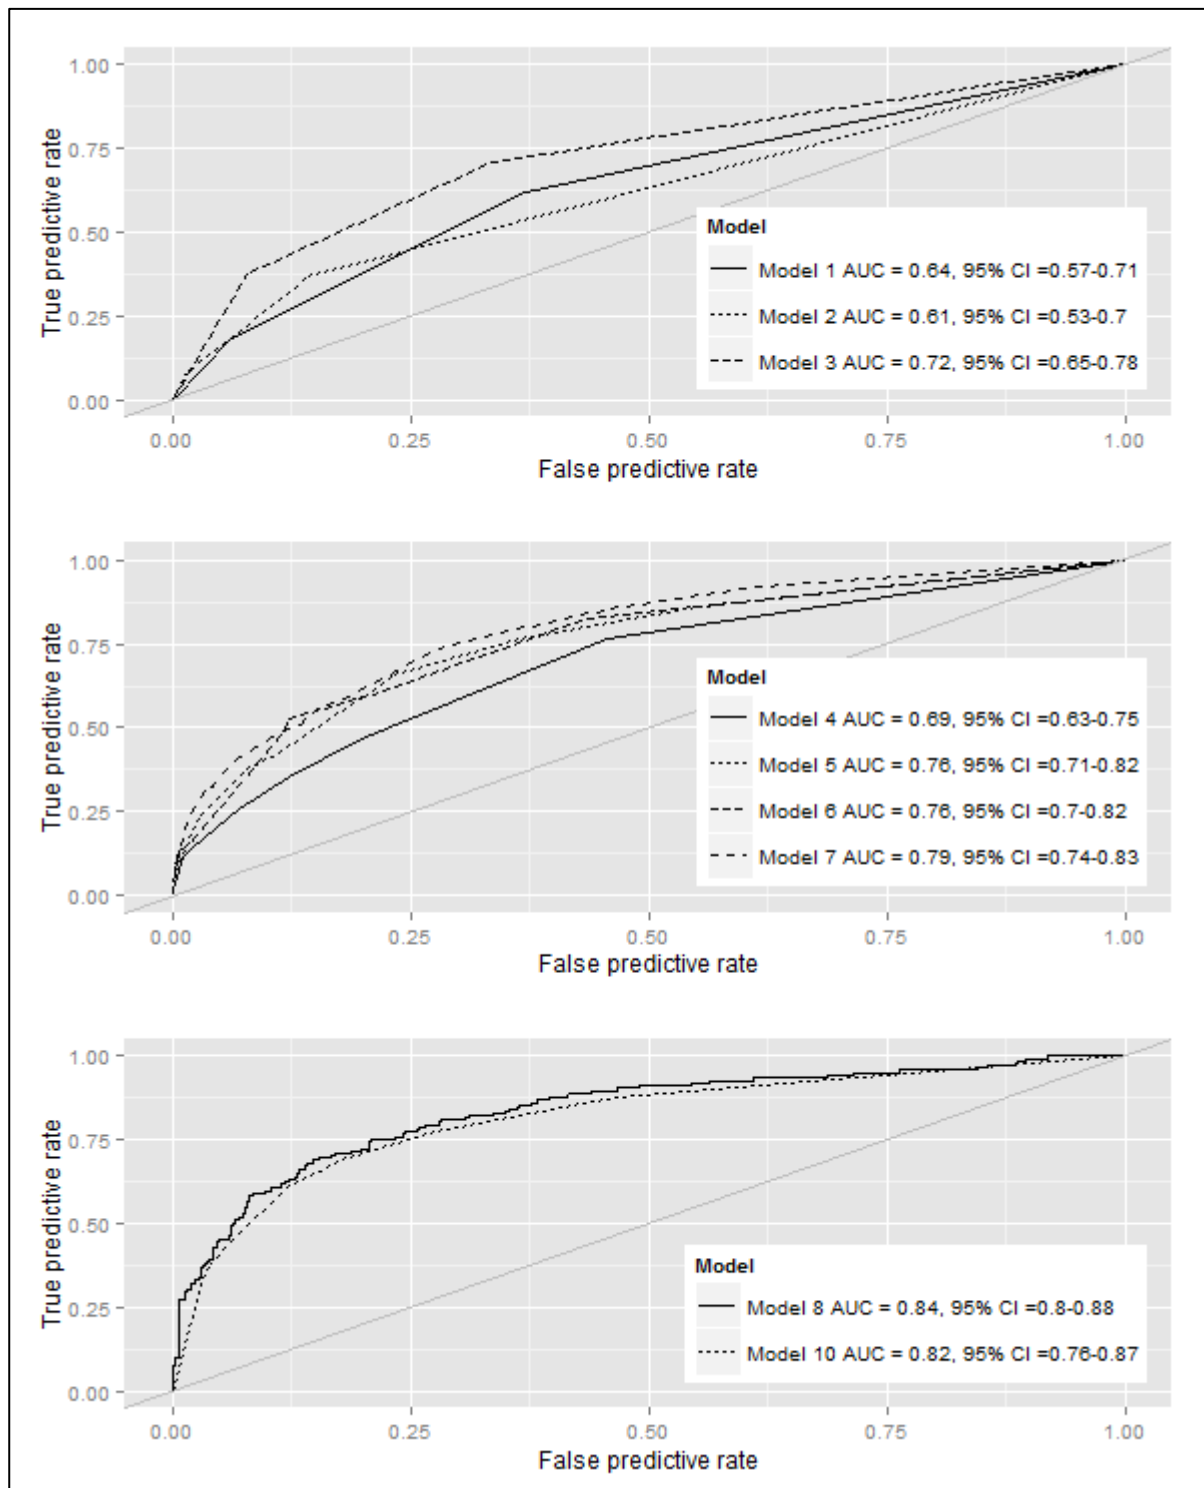 1.00
0.75
0.50
0.25
0.00
True predictive rate
Model
Model 1 AUC = 0.64, 95% CI =0.57-0.71
Model 2 AUC = 0.61, 95% CI =0.53-0.7
Model 3 AUC = 0.72, 95% CI =0.65-0.78
0.00 0.25 0.50 0.75 1.00
False predictive rate
1.00
0.75
0.50
0.25
0.00
True predictive rate
Model
Model 4 AUC = 0.69, 95% CI =0.63-0.75
Model 5 AUC = 0.76, 95% CI =0.71-0.82
Model 6 AUC = 0.76, 95% CI =0.7-0.82
Model 7 AUC = 0.79, 95% CI =0.74-0.83
0.00 0.25 0.50 0.75 1.00
False predictive rate
1.00
0.75
0.50
0.25
0.00
True predictive rate
Model
Model 8 AUC = 0.84, 95% CI =0.8-0.88
Model 10 AUC = 0.82, 95% CI =0.76-0.87
0.00 0.25 0.50 0.75 1.00
False predictive rate